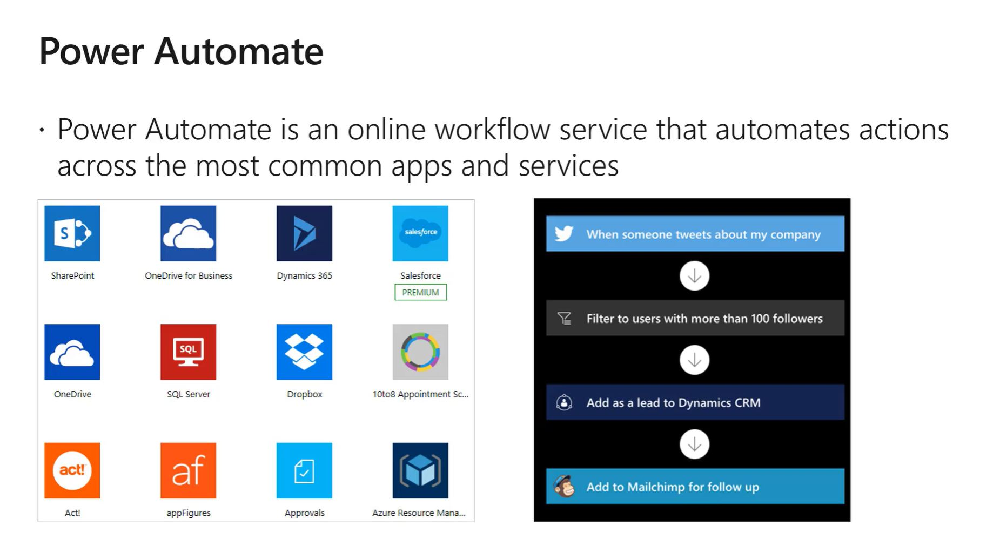 Power Automate
· Power Automate is an online workflow service that automates actions
across the most common apps and services
S
salesforce
SharePoint
OneDrive for Business
Dynamics 365
Salesforce
PREMIUM
SQL
OneDrive
SQL Server
Dropbox
10to8 Appointment Sc...
act!
af
Act!
appFigures
Approvals
Azure Resource Mana...
When someone tweets about my company
Filter to users with more than 100 followers
Add as a lead to Dynamics CRM
Add to Mailchimp for follow up